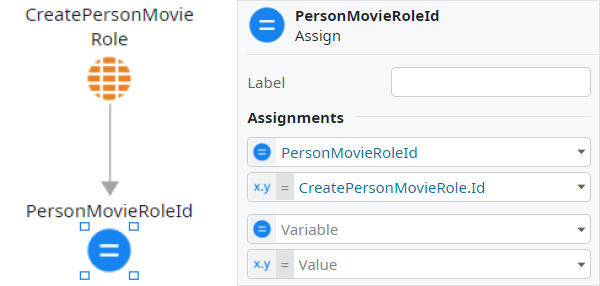 CreatePersonMovie
Role
PersonMovieRoleId
PersonMovieRoleId
Assign
Label
Assignments
PersonMovieRoleId
x.y = CreatePersonMovieRole.Id
Variable
x.y = Value